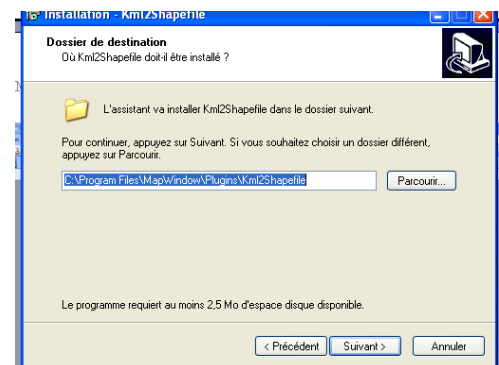 Installation - Kml2Shapefile
Dossier de destination
Où Kml2Shapefile doit-il être installé ?
L'assistant va installer Kml2Shapefile dans le dossier suivant.
Pour continuer, appuyez sur Suivant. Si vous souhaitez choisir un dossier différent,
appuyez sur Parcourir.
C:\Program Files\MapWindow\Plugins\Kml2Shapefile
Parcourir...
Le programme requiert au moins 2,5 Mo d'espace disque disponible.
< Précédent
Suivant >
Annuler